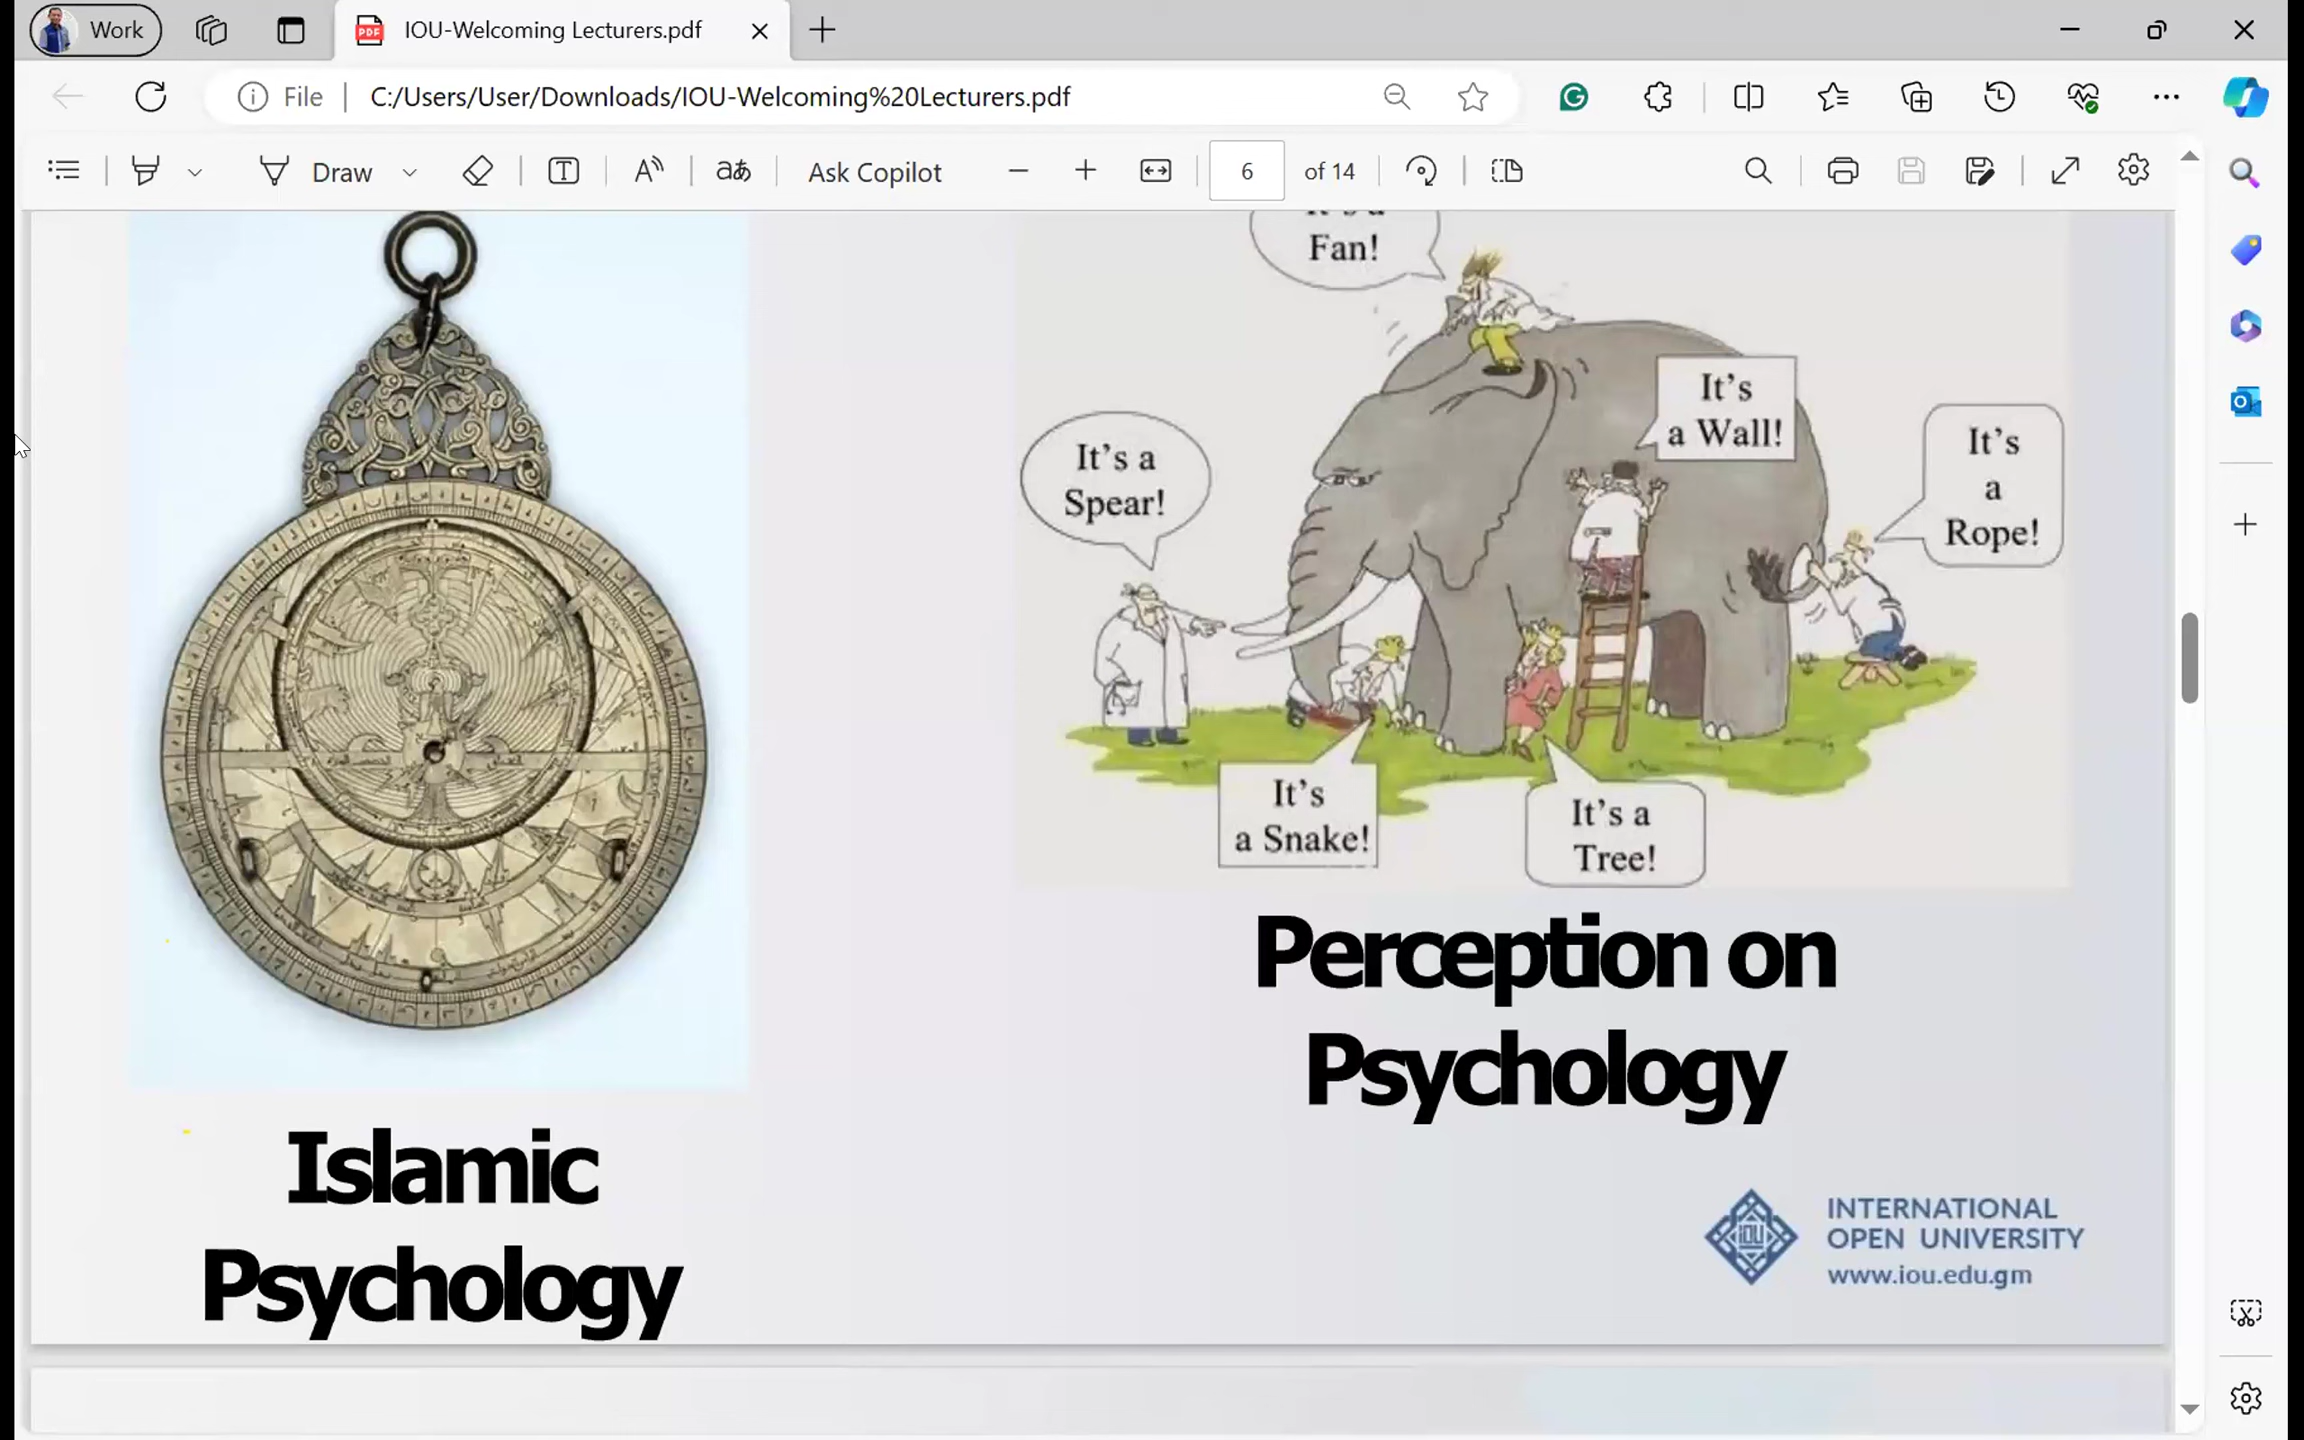 Work
IOU-Welcoming Lecturers.pdf
File
C:/Users/User/Downloads/IOU-Welcoming%20Lecturers.pdf
Draw
Ask Copilot
6
of 14
Fan!
It's
a Wall!
It's a
Spear!
It's
a
Rope!
It's
a Snake!
It's a
Tree!
Perception on
Psychology
Islamic
Psychology
IOU
INTERNATIONAL
OPEN UNIVERSITY
www.iou.edu.gm